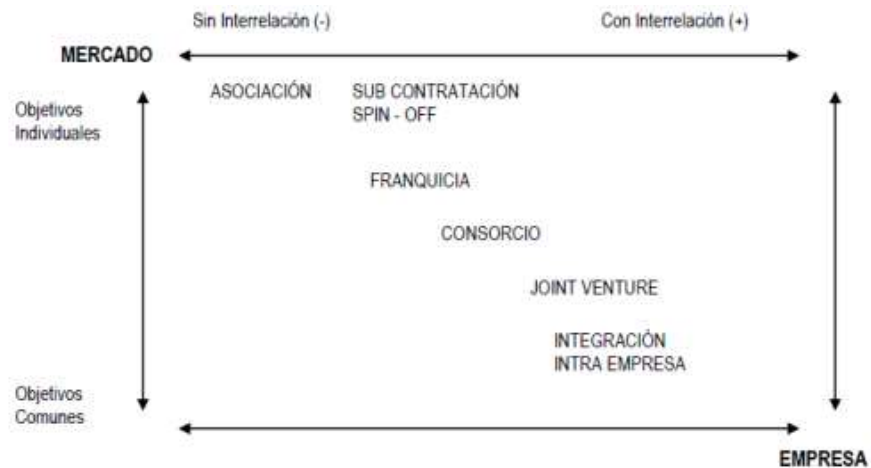 Sin Interrelación (-)
Con Interrelación (+)
MERCADO
Objetivos
Individuales
ASOCIACIÓN
SUB CONTRATACIÓN
SPIN - OFF
FRANQUICIA
CONSORCIO
JOINT VENTURE
INTEGRACIÓN
INTRA EMPRESA
Objetivos
Comunes
EMPRESA